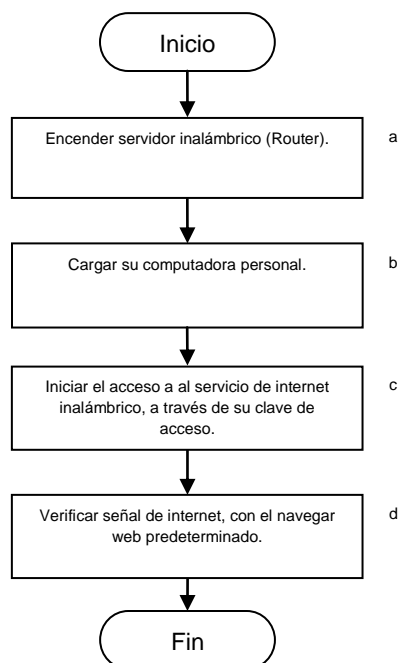 Inicio
Encender servidor inalámbrico (Router).
a
Cargar su computadora personal.
b
Iniciar el acceso a al servicio de internet
inalámbrico, a través de su clave de
acceso.
c
Verificar señal de internet, con el navegar
web predeterminado.
d
Fin